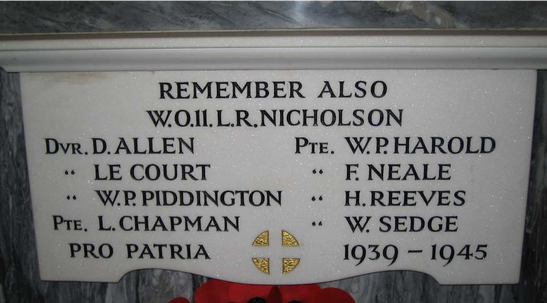 REMEMBER ALSO
W.O.11. L.R. NICHOLSON
DVR. D. ALLEN PTE. W.P. HAROLD
" LE COURT " F. NEALE
" W.P. PIDDINGTON " H. REEVES
PTE. L. CHAPMAN " W. SEDGE
PRO PATRIA 1939 – 1945